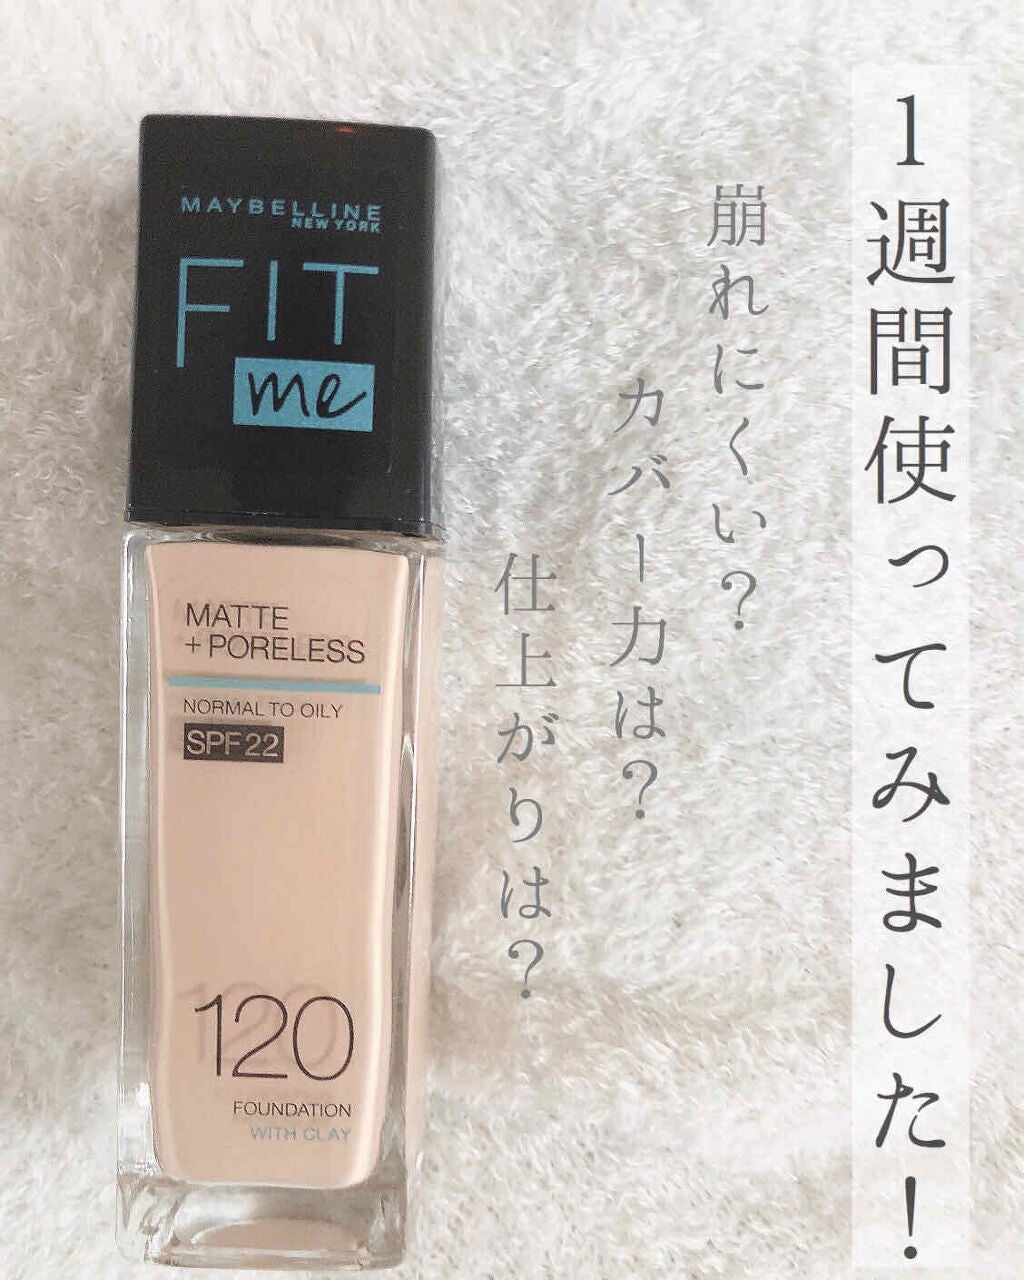 1週間使ってみました!
崩れにくい?
カバー力は?
仕上がりは?
MAYBELLINE
NEW YORK
FIT
me
MATTE
+ PORELESS
NORMAL TO OILY
SPF 22
120
FOUNDATION
WITH CLAY